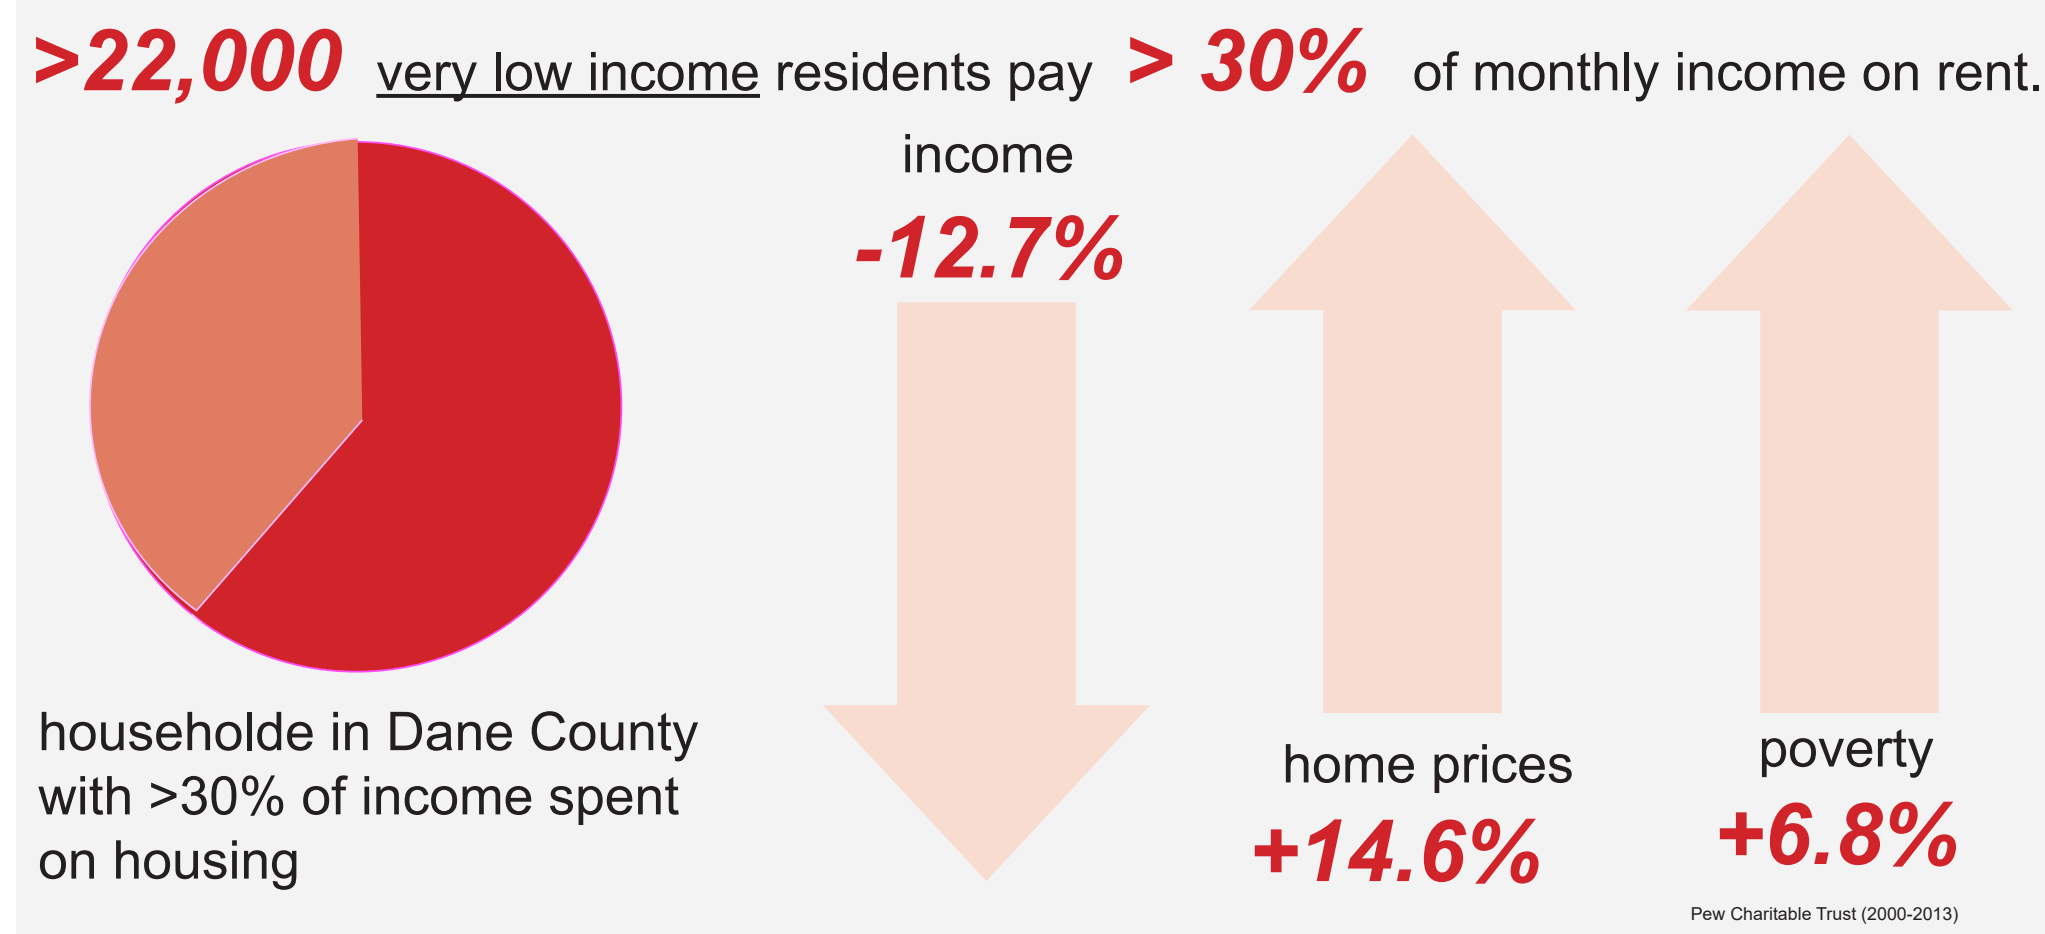 >22,000 very low income residents pay > 30% of monthly income on rent.
income
-12.7%
householde in Dane County
with >30% of income spent
on housing
home prices
+14.6%
poverty
+6.8%
Pew Charitable Trust (2000-2013)